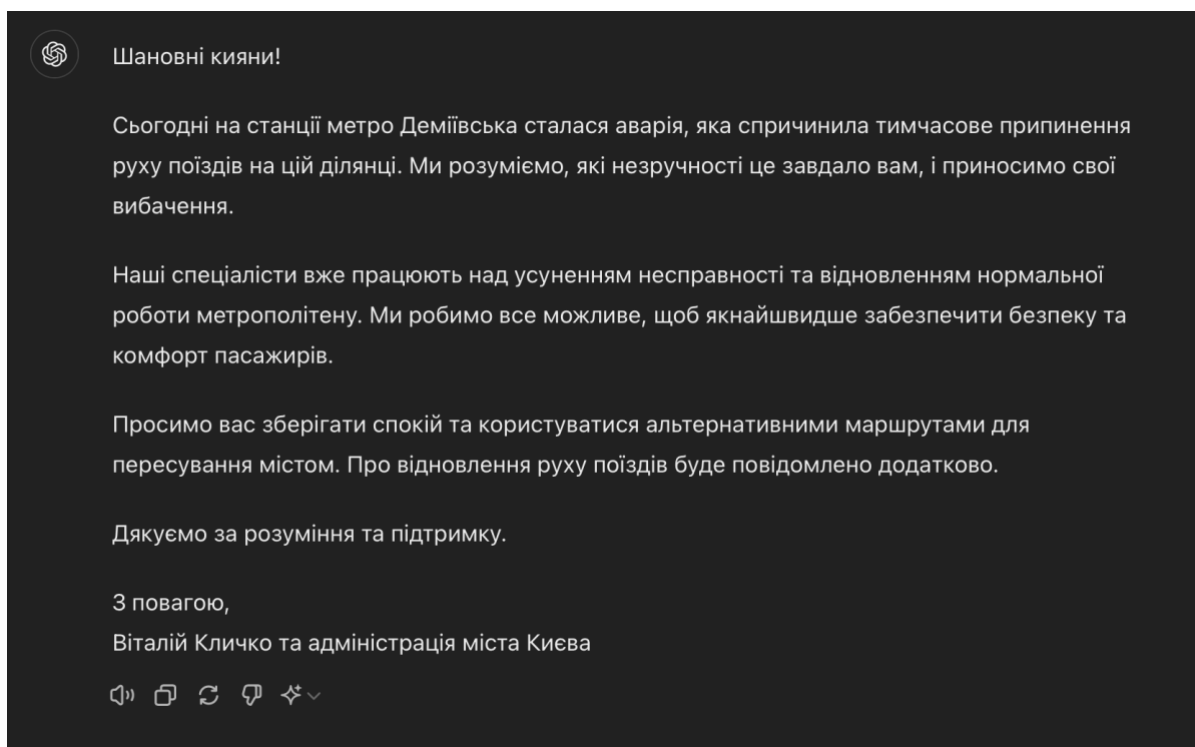 Шановні кияни!
Сьогодні на станції метро Деміївська сталася аварія, яка спричинила тимчасове припинення
руху поїздів на цій ділянці. Ми розуміємо, які незручності це завдало вам, і приносимо свої
вибачення.
Наші спеціалісти вже працюють над усуненням несправності та відновленням нормальної
роботи метрополітену. Ми робимо все можливе, щоб якнайшвидше забезпечити безпеку та
комфорт пасажирів.
Просимо вас зберігати спокій та користуватися альтернативними маршрутами для
пересування містом. Про відновлення руху поїздів буде повідомлено додатково.
Дякуємо за розуміння та підтримку.
З повагою,
Віталій Кличко та адміністрація міста Києва